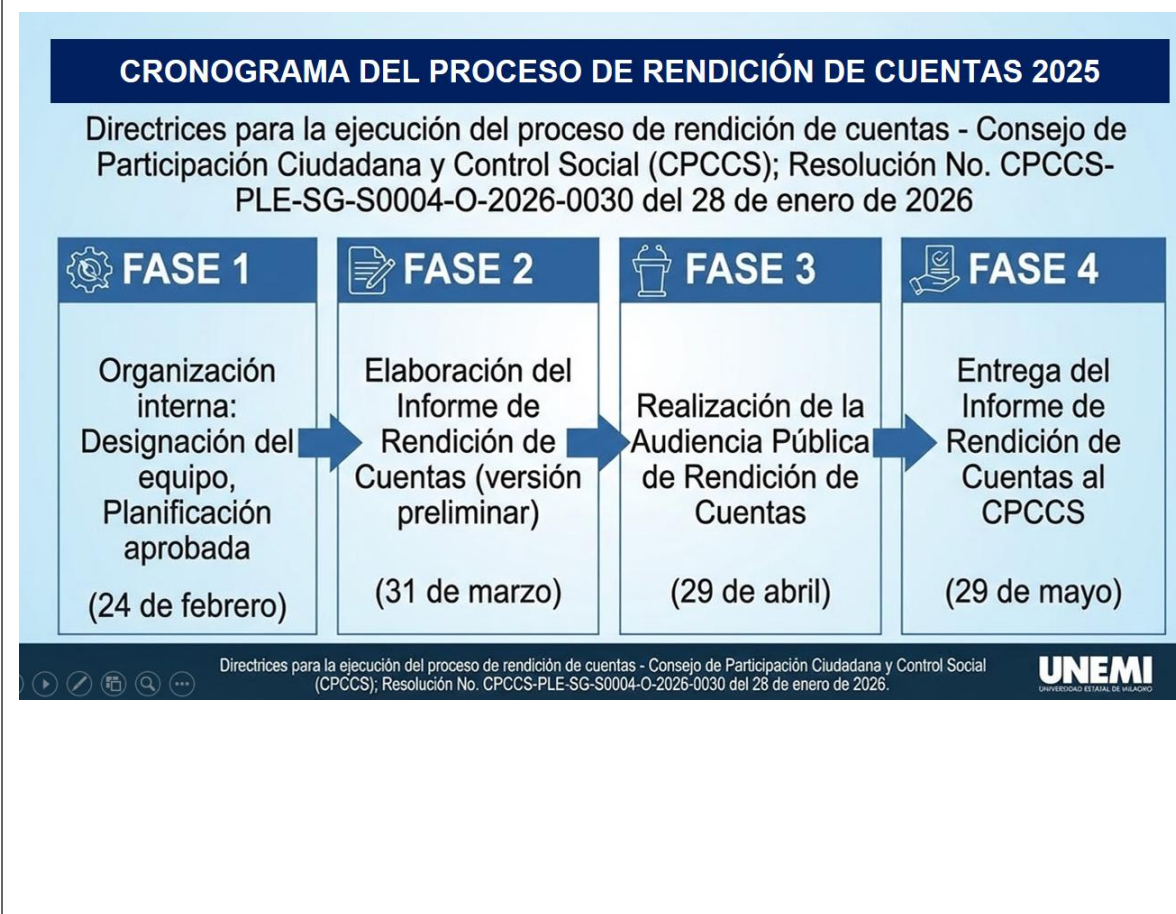 CRONOGRAMA DEL PROCESO DE RENDICIÓN DE CUENTAS 2025
Directrices para la ejecución del proceso de rendición de cuentas - Consejo de
Participación Ciudadana y Control Social (CPCCS); Resolución No. CPCCS-
PLE-SG-S0004-O-2026-0030 del 28 de enero de 2026
FASE 1
Organización
interna:
Designación del
equipo,
Planificación
aprobada
(24 de febrero)
FASE 2
Elaboración del
Informe de
Rendición de
Cuentas (versión
preliminar)
(31 de marzo)
FASE 3
Realización de la
Audiencia Pública
de Rendición de
Cuentas
(29 de abril)
FASE 4
Entrega del
Informe de
Rendición de
Cuentas al
CPCCS
(29 de mayo)
Directrices para la ejecución del proceso de rendición de cuentas - Consejo de Participación Ciudadana y Control Social
(CPCCS); Resolución No. CPCCS-PLE-SG-S0004-O-2026-0030 del 28 de enero de 2026.
UNEMI
UNIVERSIDAD ESTATAL DE MILAGRO